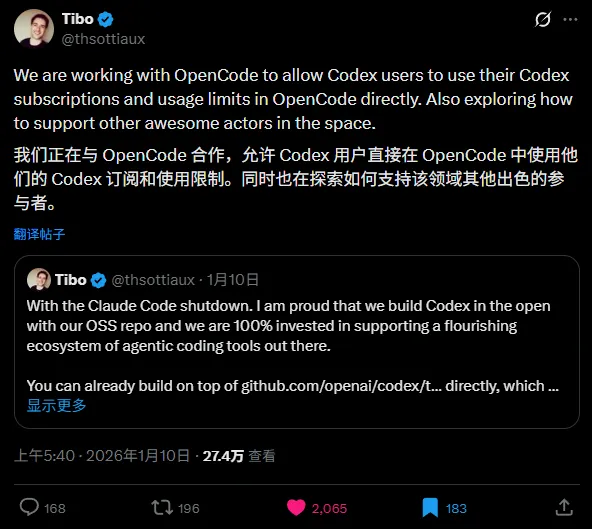 Tibo
@thsottiaux
We are working with OpenCode to allow Codex users to use their Codex
subscriptions and usage limits in OpenCode directly. Also exploring how
to support other awesome actors in the space.
我们正在与 OpenCode 合作，允许 Codex 用户直接在 OpenCode 中使用他
们的 Codex 订阅和使用限制。同时也在探索如何支持该领域其他出色的参
与者。
翻译帖子
Tibo @thsottiaux · 1月10日
With the Claude Code shutdown. I am proud that we build Codex in the open
with our OSS repo and we are 100% invested in supporting a flourishing
ecosystem of agentic coding tools out there.
You can already build on top of github.com/openai/codex/t... directly, which ...
显示更多
上午5:40 · 2026年1月10日 · 27.4万 查看
168 196 2,065 183